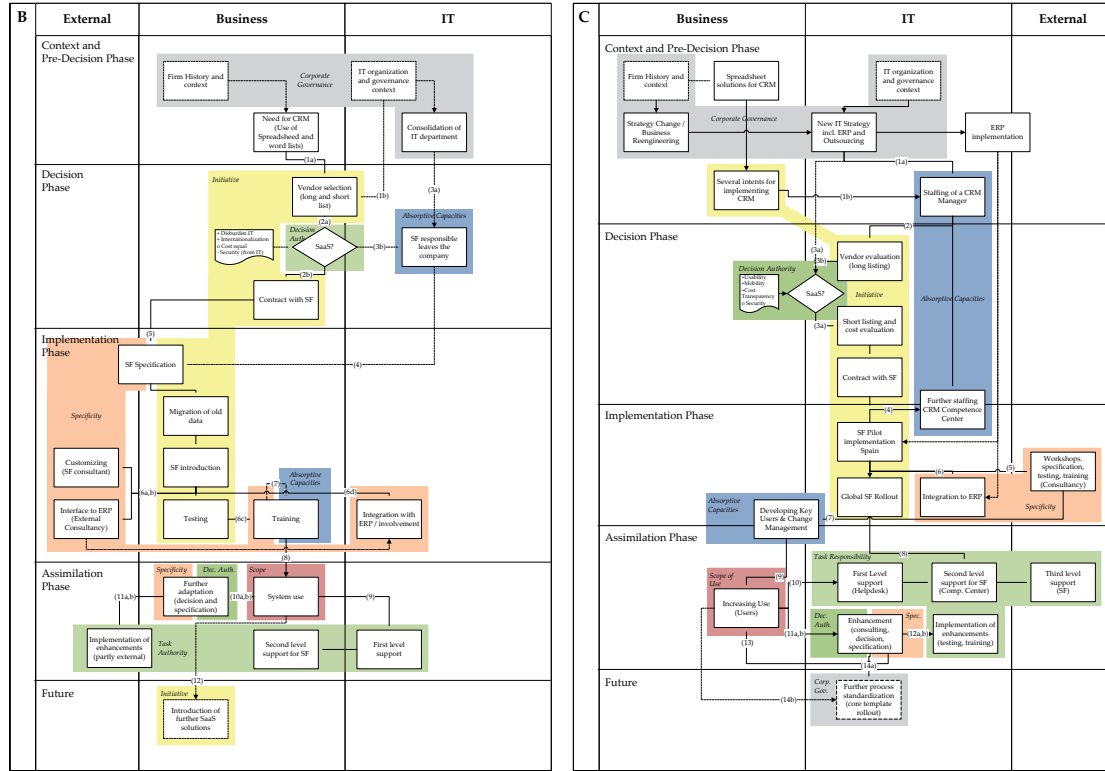 B
External
Business
IT
Context and
Pre-Decision Phase
Firm History and
context
Corporate
Governance
IT organization
and governance
context
Need for CRM
(Use of
Spreadsheed and
word lists)
Consolidation of
IT department
(1a)
Decision
Phase
Initiative
Vendor selection
(long and short
list)
(1b)
(3a)
(2a)
Absorptive Capacities
+ Disburden IT
+ Internationalization
o Cost equal
- Security (from IT)
Decision
Auth.
SaaS?
(3b)
SF responsible
leaves the
company
(2b)
Contract with SF
(5)
Implementation
Phase
SF Specification
(4)
Specificity
Migration of old
data
Customizing
(SF consultant)
SF introduction
Absorptive
Capacities
(7)
(6a,b)
(6d)
Interface to ERP
(External
Consultancy)
Testing
(6c)
Training
Integration with
ERP / involvement
(8)
Assimilation
Phase
Specificity
Dec. Auth.
Scope
(11a,b)
Further
adaptation
(decision and
specification)
(10a,b)
System use
(9)
Implementation of
enhancements
(partly external)
Task
Authority
Second level
support for SF
First level
support
(12)
Future
Initiative
Introduction of
further SaaS
solutions
C
Business
IT
External
Context and Pre-Decision Phase
Firm History and
context
Spreadsheet
solutions for CRM
IT organization
and governance
context
Strategy Change /
Business
Reengineering
Corporate Governance
New IT Strategy
incl. ERP and
Outsourcing
ERP
implementation
(1a)
Several intents for
implementing
CRM
(1b)
Staffing of a CRM
Manager
(2)
Decision Phase
(3a)
Vendor evaluation
(long listing)
(3b)
Decision Authority
+Usability
+Mobility
+Cost
Transparency
o Security
SaaS?
Initiative
Absorptive Capacities
(3a)
Short listing and
cost evaluation
Contract with SF
Implementation Phase
(4)
Further staffing
CRM Competence
Center
SF Pilot
implementation
Spain
(6)
(5)
Workshops.
specification,
testing, training
(Consultancy)
Global SF Rollout
Integration to ERP
Specificity
Absorptive
Capacities
Developing Key
Users & Change
Management
(7)
Assimilation Phase
Task Responsibility
(8)
Scope of
Use
(9)
(10)
First Level
support
(Helpdesk)
Second level
support for SF
(Comp. Center)
Third level
support
(SF)
Increasing Use
(Users)
Dec.
Auth.
Spec.
(11a,b)
Enhancement
(consulting,
decision,
specification)
(12a,b)
Implementation of
enhancements
(testing, training)
(13)
(14a)
Future
Corp.
Gov.
(14b)
Further process
standardization
(core template
rollout)